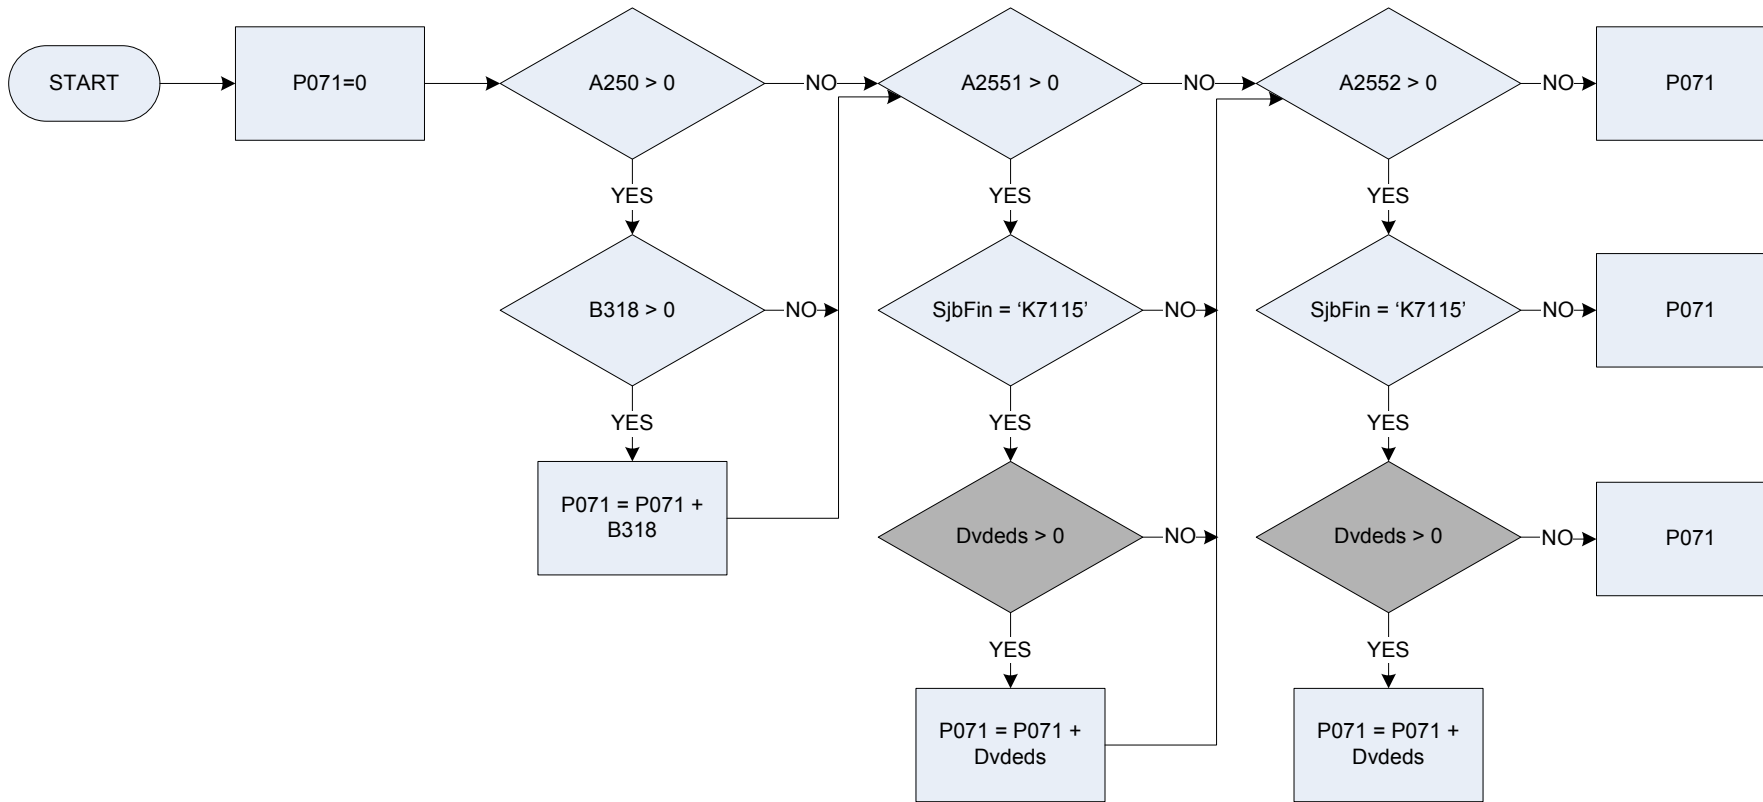 START
P071=0
A250 > 0
NO
A2551 > 0
NO
A2552 > 0
NO
P071
YES
YES
YES
B318 > 0
NO
SjbFin = ‘K7115’
NO
SjbFin = ‘K7115’
NO
P071
YES
YES
YES
P071 = P071 +
B318
Dvdeds > 0
NO
Dvdeds > 0
NO
P071
YES
YES
P071 = P071 +
Dvdeds
P071 = P071 +
Dvdeds